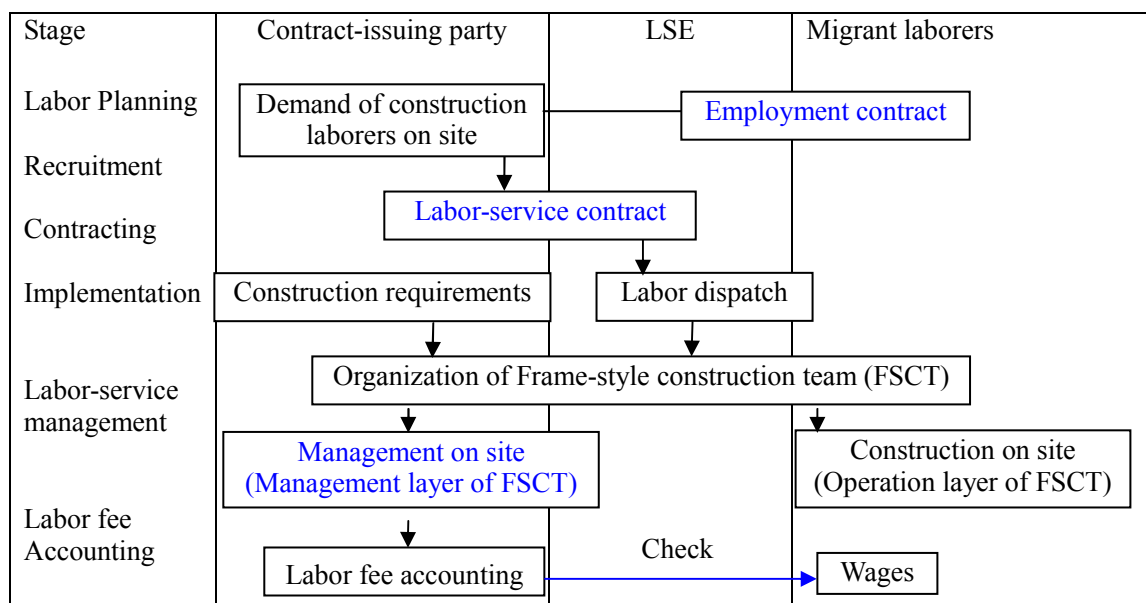 Stage
Contract-issuing party
LSE
Migrant laborers
Labor Planning
Demand of construction
laborers on site
Employment contract
Recruitment
Labor-service contract
Contracting
Implementation
Construction requirements
Labor dispatch
Organization of Frame-style construction team (FSCT)
Labor-service
management
Management on site
(Management layer of FSCT)
Construction on site
(Operation layer of FSCT)
Labor fee
Accounting
Labor fee accounting
Check
Wages